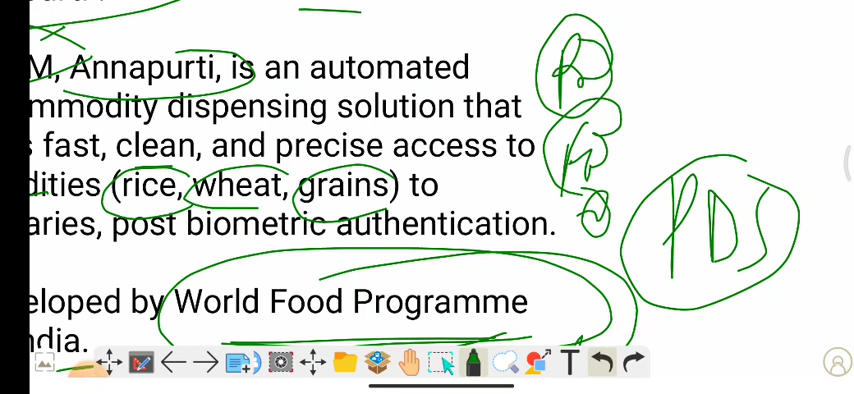 M, Annapurti, is an automated
mmodity dispensing solution that
s fast, clean, and precise access to
dities (rice, wheat, grains) to
aries, post biometric authentication.
PDS
eloped by World Food Programme
ndia.
T